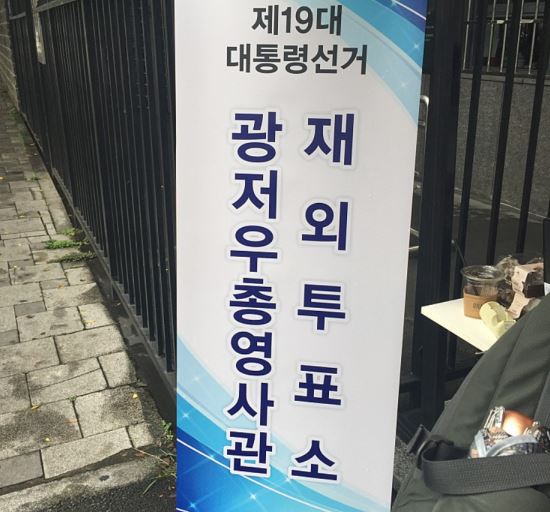 제19대
대통령선거
재외투표소
광저우총영사관